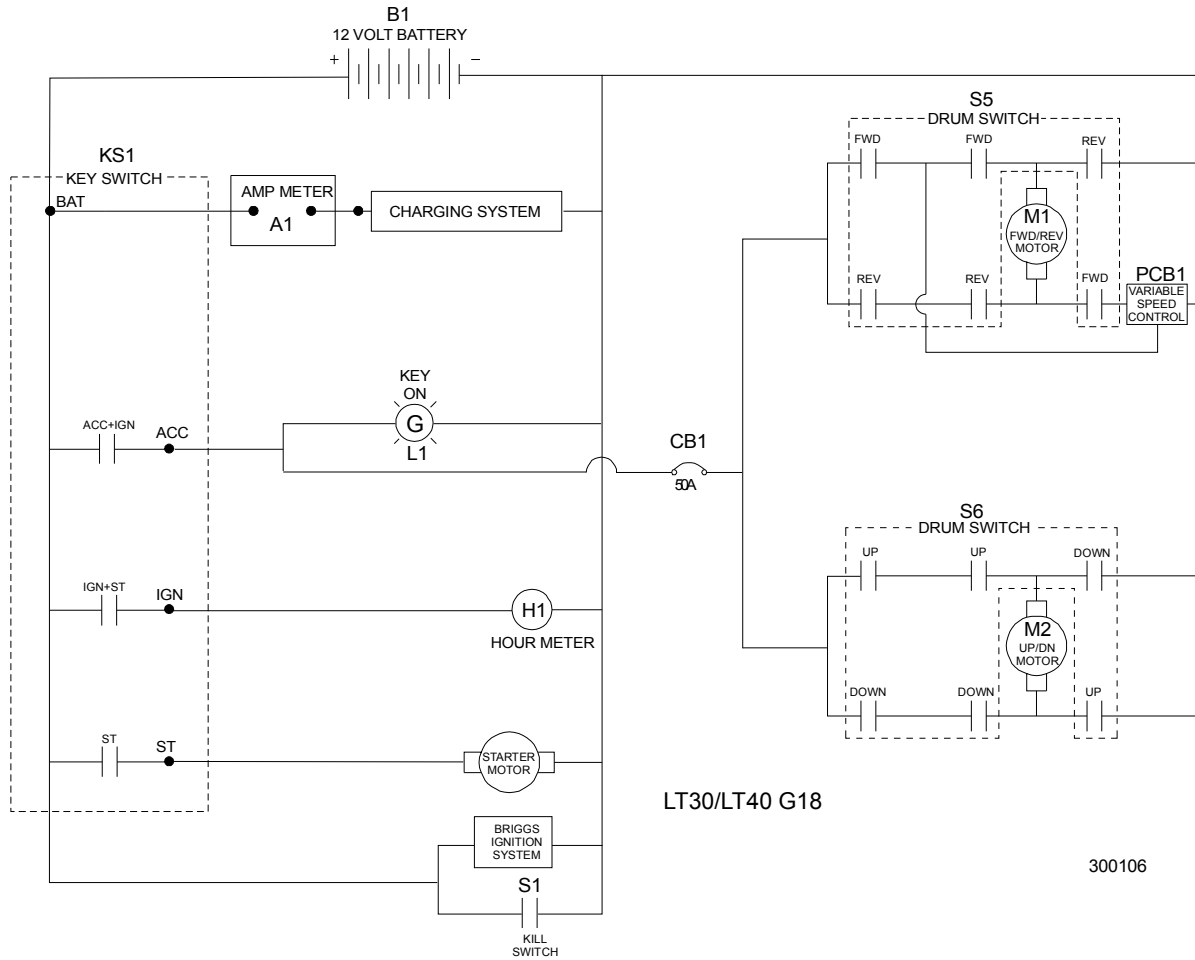 B1
12 VOLT BATTERY
+ −
S5
DRUM SWITCH
FWD FWD REV
KS1
KEY SWITCH
BAT
AMP METER
A1
CHARGING SYSTEM
M1
FWD/REV
MOTOR
REV REV FWD
PCB1
VARIABLE
SPEED
CONTROL
KEY
ON
G
L1
ACC+IGN
ACC
CB1
50A
S6
DRUM SWITCH
UP UP DOWN
IGN+ST
IGN
H1
HOUR METER
M2
UP/DN
MOTOR
DOWN DOWN UP
ST
ST
STARTER
MOTOR
LT30/LT40 G18
BRIGGS
IGNITION
SYSTEM
S1
KILL
SWITCH
300106